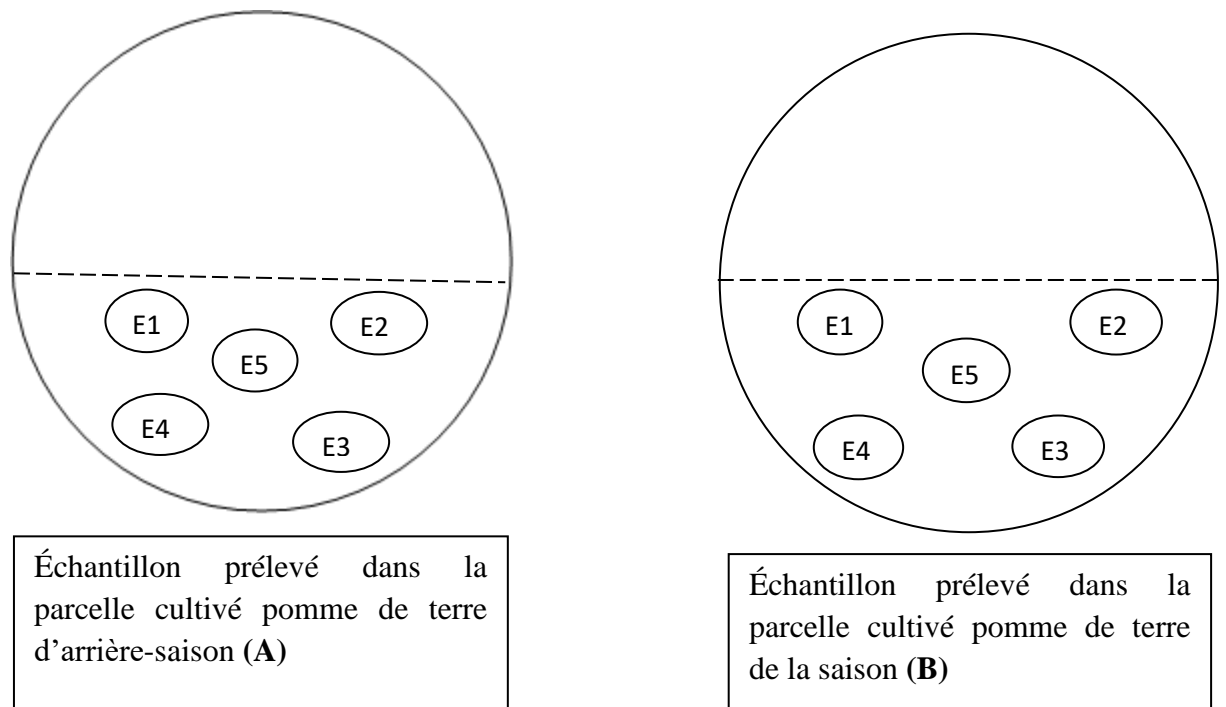 E1
E2
E5
E4
E3
Échantillon prélevé dans la
parcelle cultivé pomme de terre
d’arrière-saison (A)
E1
E2
E5
E4
E3
Échantillon prélevé dans la
parcelle cultivé pomme de terre
de la saison (B)